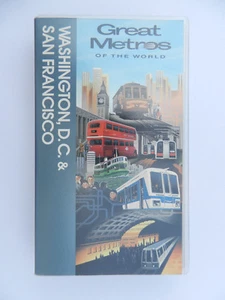 Great
Metros
OF THE WORLD
WASHINGTON, D.C. &
SAN FRANCISCO